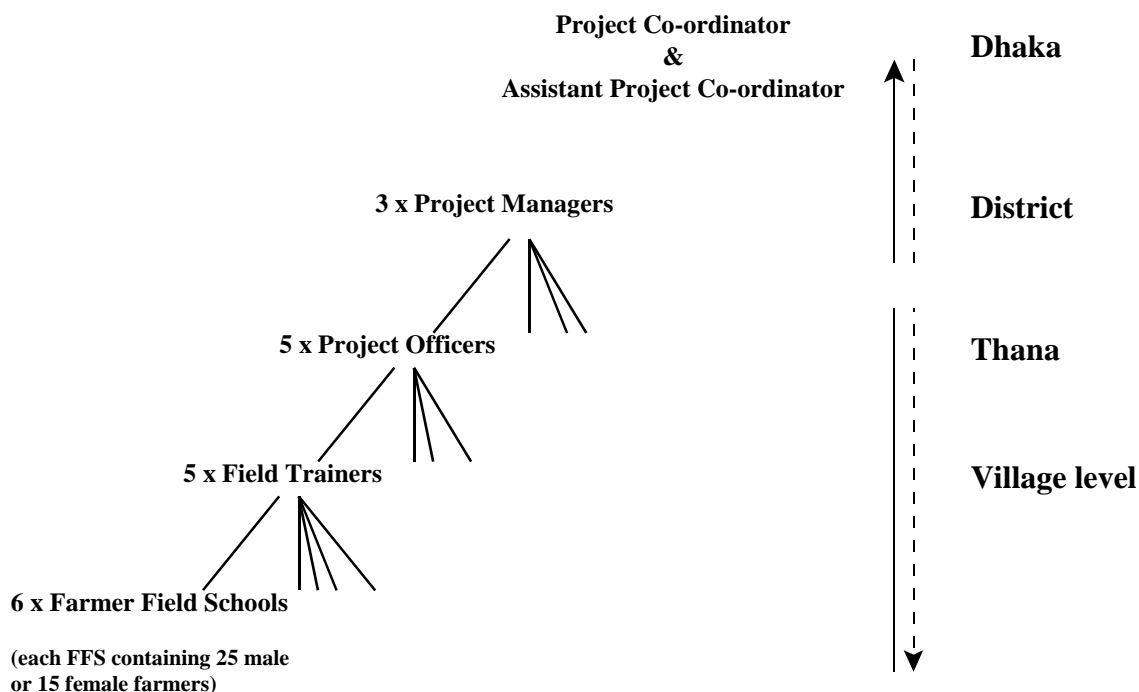 Project Co-ordinator
&
Assistant Project Co-ordinator
Dhaka
3 x Project Managers
District
5 x Project Officers
Thana
5 x Field Trainers
Village level
6 x Farmer Field Schools
(each FFS containing 25 male
or 15 female farmers)